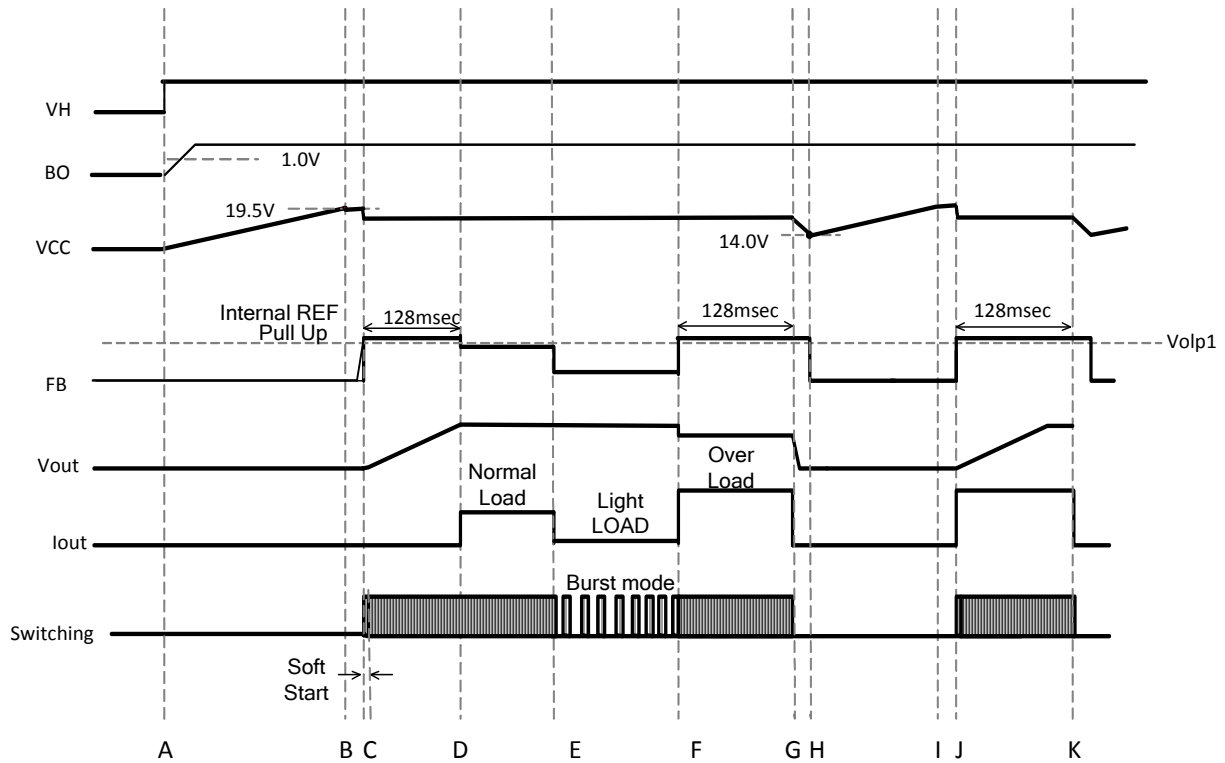 VH
BO
1.0V
19.5V
VCC
14.0V
Internal REF
Pull Up
128msec
128msec
128msec
Volp1
FB
Vout
Normal
Load
Light
LOAD
Over
Load
Iout
Burst mode
Switching
Soft
Start
A B C D E F G H I J K